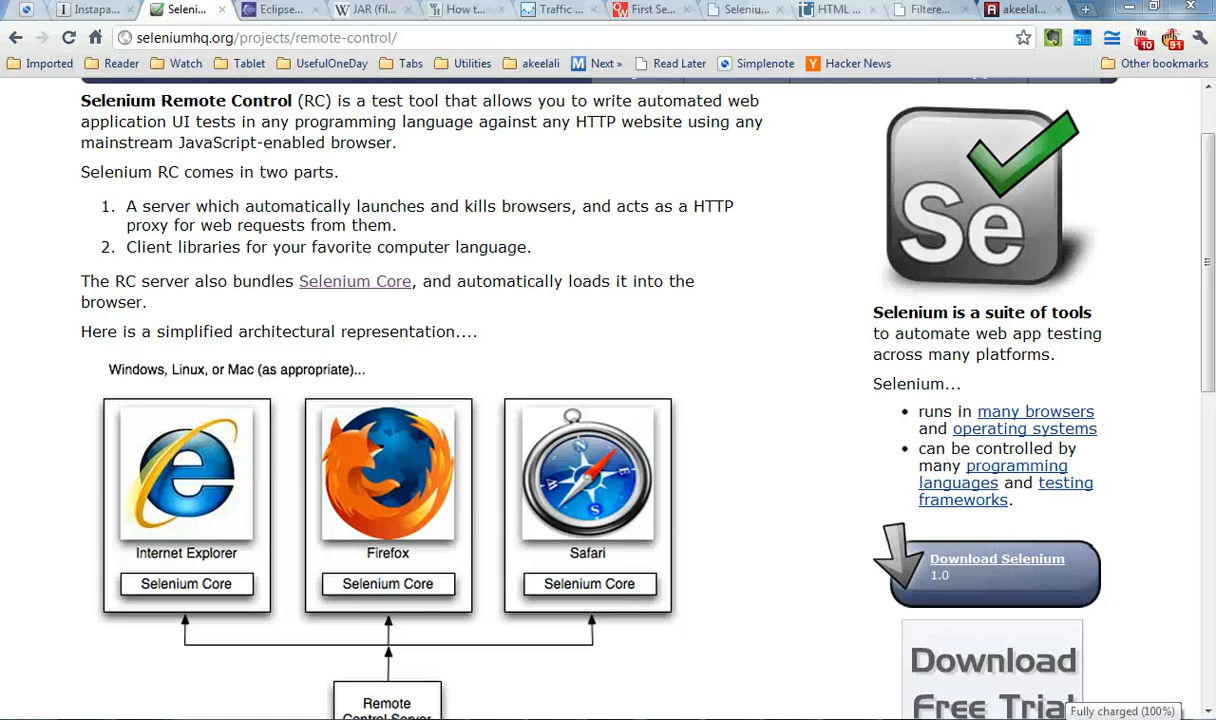 Instapa...
Seleniu...
Eclipse...
JAR (fil...
How t...
Traffic ...
First Se...
Seleniu...
HTML ...
Filtere...
akeelal...
seleniumhq.org/projects/remote-control/
10
91
Imported
Reader
Watch
Tablet
UsefulOneDay
Tabs
Utilities
akeelali
Next »
Read Later
Simplenote
Hacker News
Other bookmarks
Selenium Remote Control (RC) is a test tool that allows you to write automated web
application UI tests in any programming language against any HTTP website using any
mainstream JavaScript-enabled browser.
Selenium RC comes in two parts.
1. A server which automatically launches and kills browsers, and acts as a HTTP
proxy for web requests from them.
2. Client libraries for your favorite computer language.
The RC server also bundles Selenium Core, and automatically loads it into the
browser.
Here is a simplified architectural representation....
Windows, Linux, or Mac (as appropriate)...
Internet Explorer
Firefox
Safari
Selenium Core
Selenium Core
Selenium Core
Remote
Control Server
Se
Selenium is a suite of tools
to automate web app testing
across many platforms.
Selenium...
• runs in many browsers
and operating systems
• can be controlled by
many programming
languages and testing
frameworks.
Download Selenium
1.0
Download
Free Trial
Fully charged (100%)